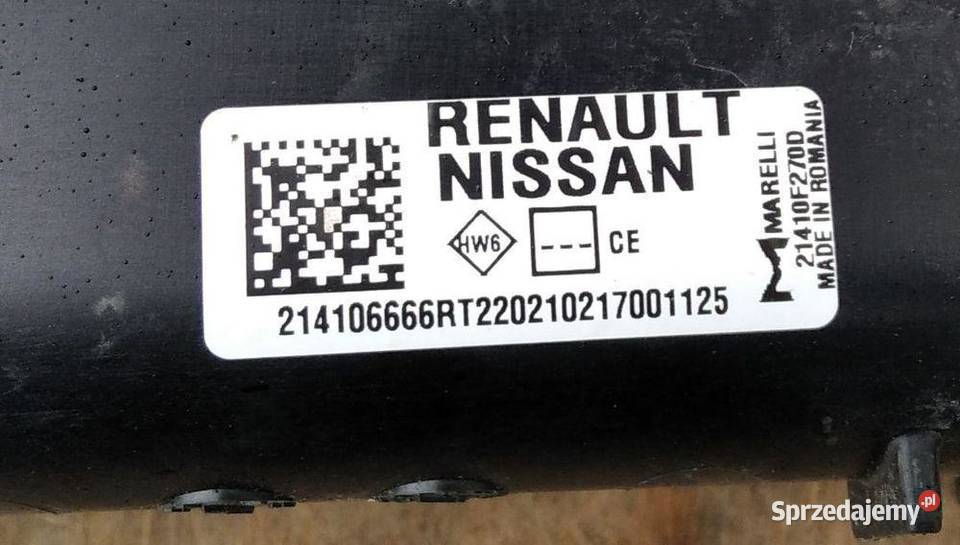 RENAULT
NISSAN
HW6
---
CE
214106666RT220210217001125
MARELLI
21410F270D
MADE IN ROMANIA
Sprzedajemy.pl